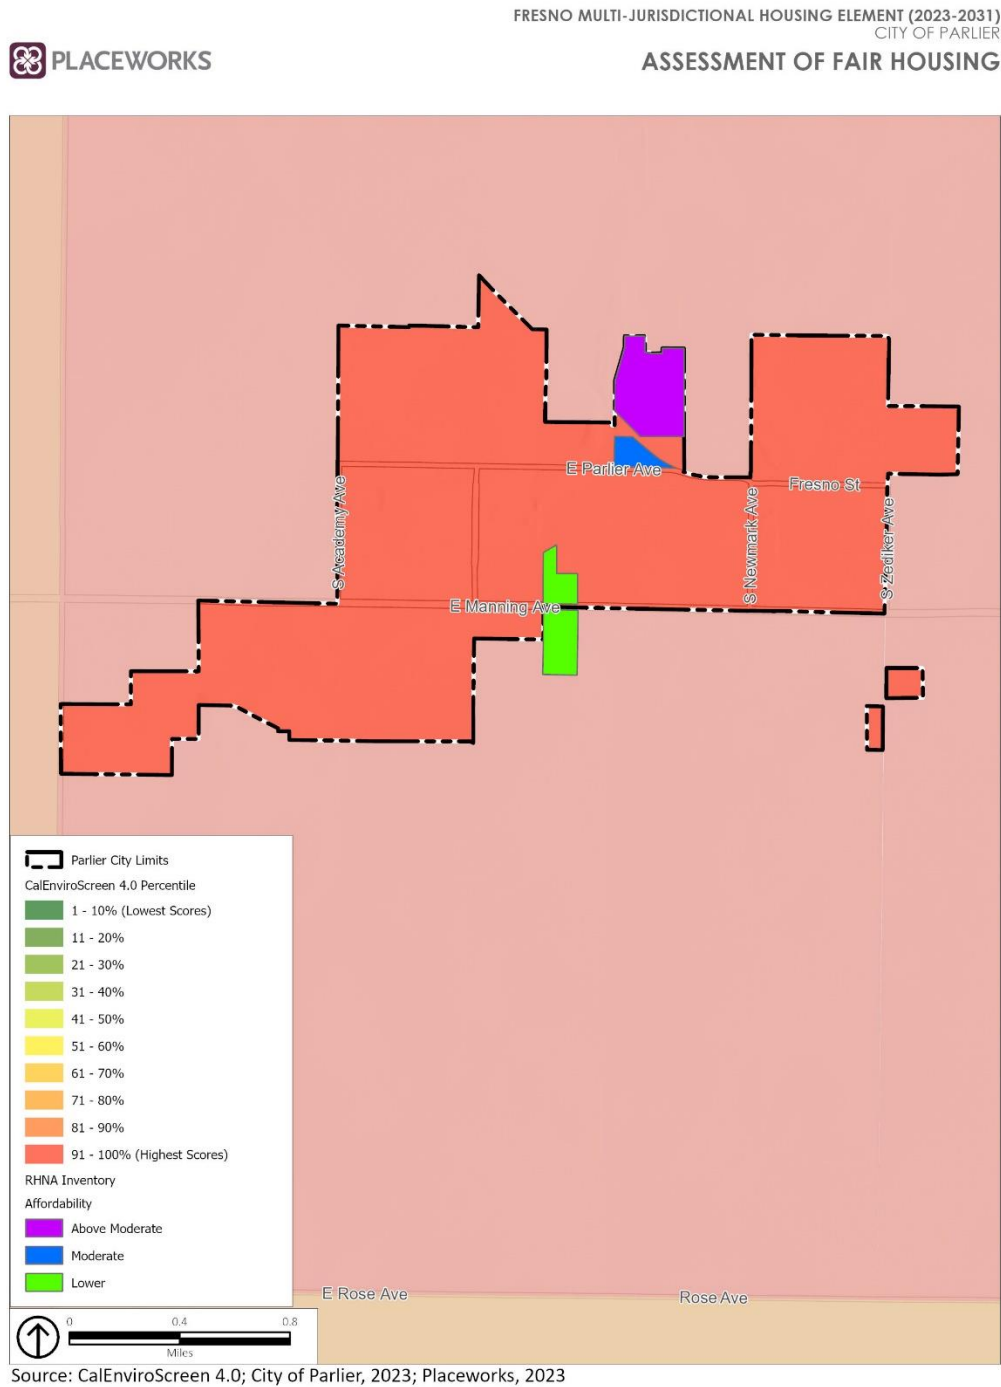 FRESNO MULTI-JURISDICTIONAL HOUSING ELEMENT (2023-2031)
CITY OF PARLIER
PLACEWORKS
ASSESSMENT OF FAIR HOUSING
E Parlier Ave
Fresno St
S Academy Ave
S Newmark Ave
S Zediker Ave
E Manning Ave
Parlier City Limits
CalEnviroScreen 4.0 Percentile
1 - 10% (Lowest Scores)
11 - 20%
21 - 30%
31 - 40%
41 - 50%
51 - 60%
61 - 70%
71 - 80%
81 - 90%
91 - 100% (Highest Scores)
RHNA Inventory
Affordability
Above Moderate
Moderate
Lower
E Rose Ave
Rose Ave
0 0.4 0.8
Miles
Source: CalEnviroScreen 4.0; City of Parlier, 2023; Placeworks, 2023